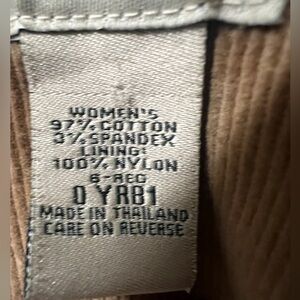 WOMEN'S
97% COTTON
3% SPANDEX
LINING:
100% NYLON
6-REG
0 YRB1
MADE IN THAILAND
CARE ON REVERSE